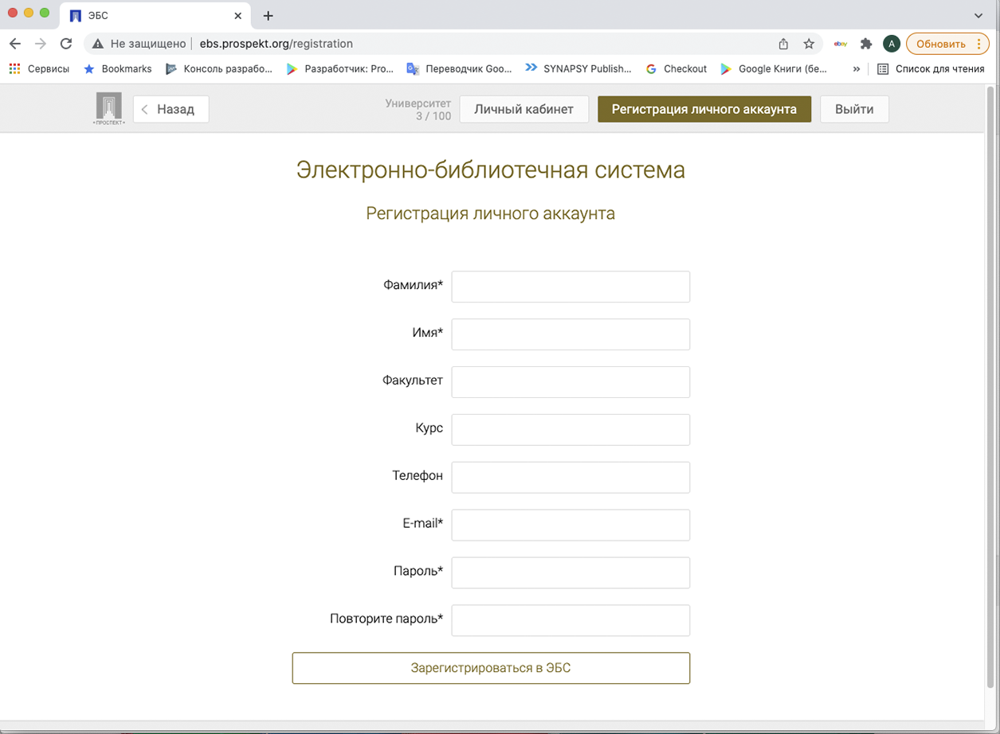 ЭБС
Не защищено ebs.prospekt.org/registration
ebay
A
Обновить
Сервисы
Bookmarks
Консоль разрабо...
Разработчик: Pro...
Переводчик Goo...
SYNAPSY Publish...
Checkout
Google Книги (бе...
»
Список для чтения
•ПРОСПЕКТ•
Назад
Университет
3 / 100
Личный кабинет
Регистрация личного аккаунта
Выйти
Электронно-библиотечная система
Регистрация личного аккаунта
Фамилия*
Имя*
Факультет
Курс
Телефон
E-mail*
Пароль*
Повторите пароль*
Зарегистрироваться в ЭБС